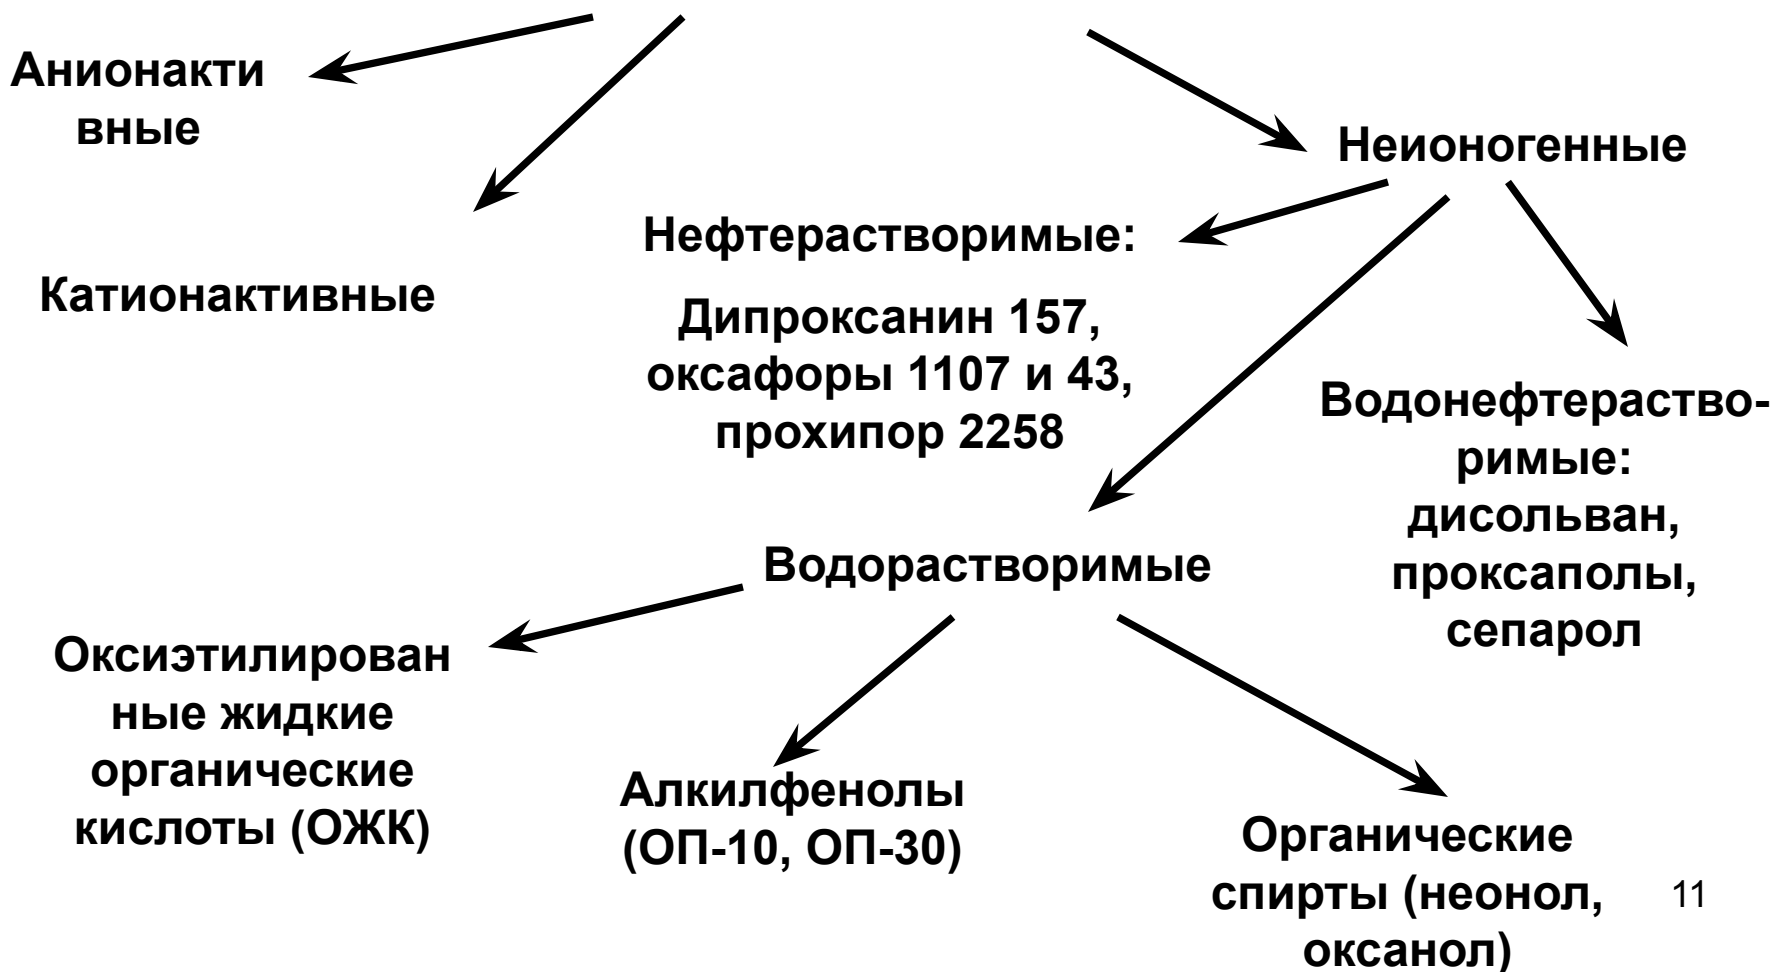 Анионакти
вные
Неионогенные
Катионактивные
Нефтерастворимые:
Дипроксанин 157,
оксафоры 1107 и 43,
прохипор 2258
Водонефтераство-
римые:
дисольван,
проксаполы,
сепарол
Водорастворимые
Оксиэтилирован
ные жидкие
органические
кислоты (ОЖК)
Алкилфенолы
(ОП-10, ОП-30)
Органические
спирты (неонол,
оксанол)
11